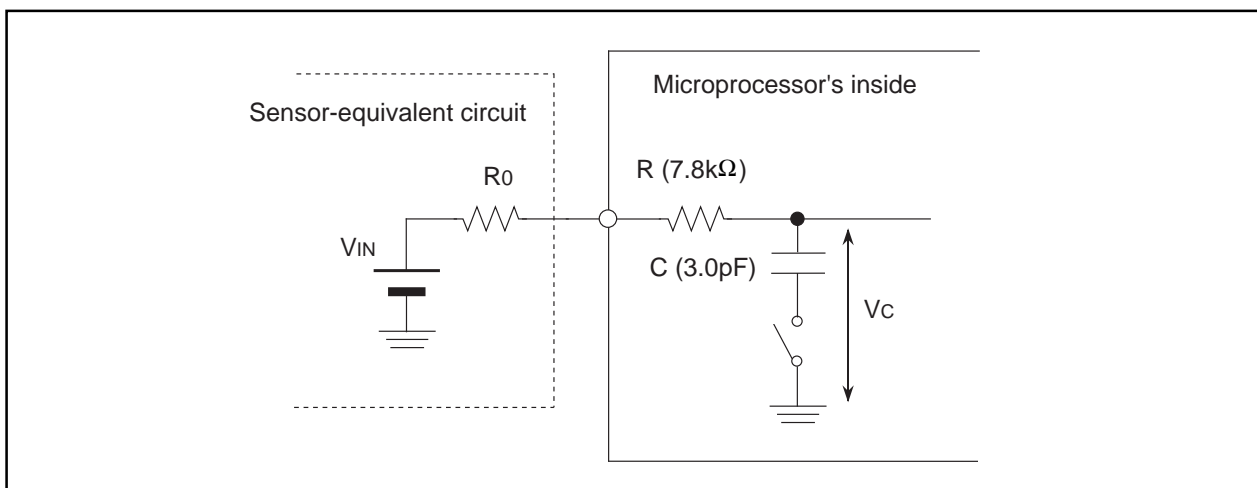 Microprocessor's inside
Sensor-equivalent circuit
R0
R (7.8kΩ)
VIN
C (3.0pF)
VC